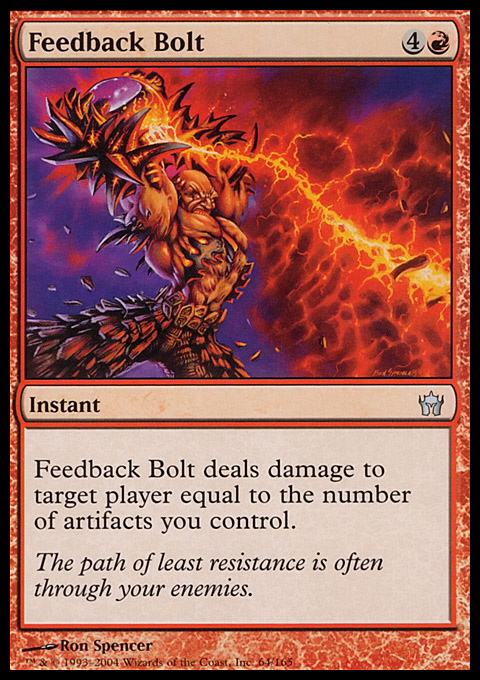 Feedback Bolt 4
Instant
Feedback Bolt deals damage to
target player equal to the number
of artifacts you control.
The path of least resistance is often
through your enemies.
Ron Spencer
™ & © 1993-2004 Wizards of the Coast, Inc. 64/165